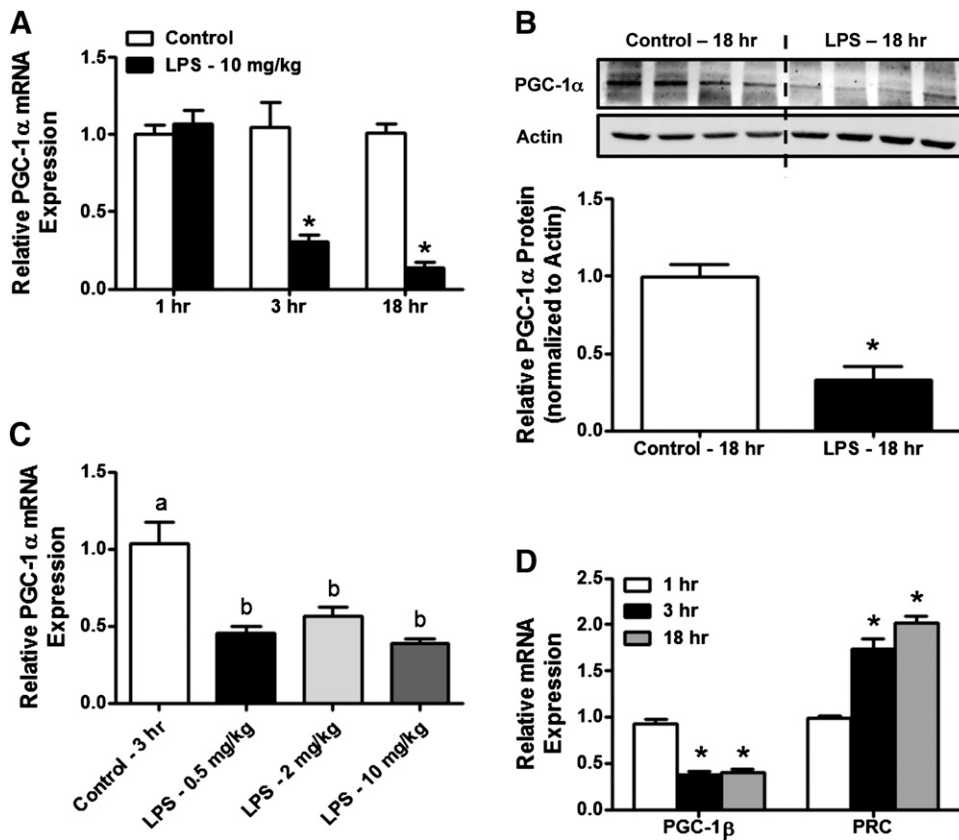 A
Control
LPS - 10 mg/kg
Relative PGC-1α mRNA
Expression
1.5
1.0
0.5
0.0
*
*
1 hr
3 hr
18 hr
B
Control – 18 hr
LPS – 18 hr
PGC-1α
Actin
Relative PGC-1α Protein
(normalized to Actin)
1.5
1.0
0.5
0.0
*
Control - 18 hr
LPS - 18 hr
C
Relative PGC-1α mRNA
Expression
1.5
1.0
0.5
0.0
a
b
b
b
Control - 3 hr
LPS - 0.5 mg/kg
LPS - 2 mg/kg
LPS - 10 mg/kg
D
1 hr
3 hr
18 hr
Relative mRNA
Expression
2.5
2.0
1.5
1.0
0.5
0.0
*
*
*
*
PGC-1β
PRC